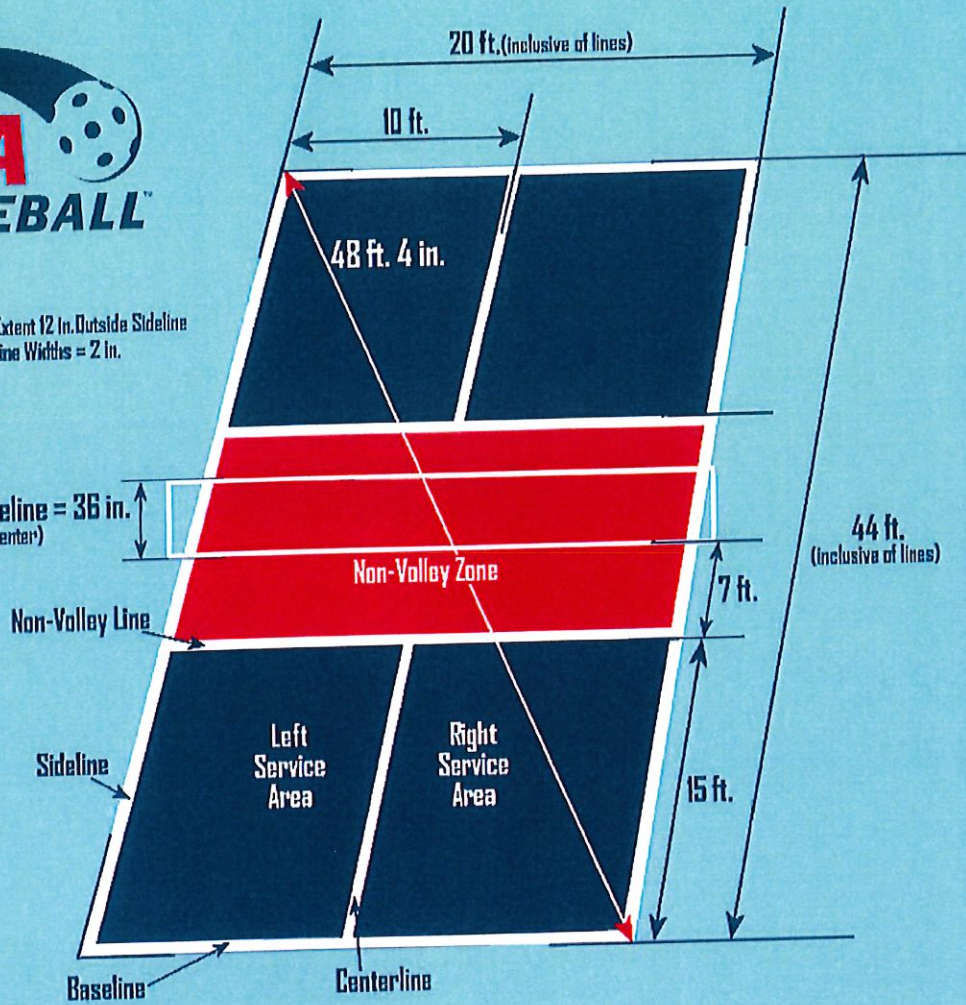 20 ft.(inclusive of lines)
10 ft.
A
EBALL™
48 ft. 4 in.
Extent 12 In. Outside Sideline
ine Widths = 2 in.
eline = 36 in.
enter)
44 ft.
(inclusive of lines)
Non-Volley Zone
7 ft.
Non-Volley Line
Left
Service
Area
Right
Service
Area
Sideline
15 ft.
Baseline
Centerline